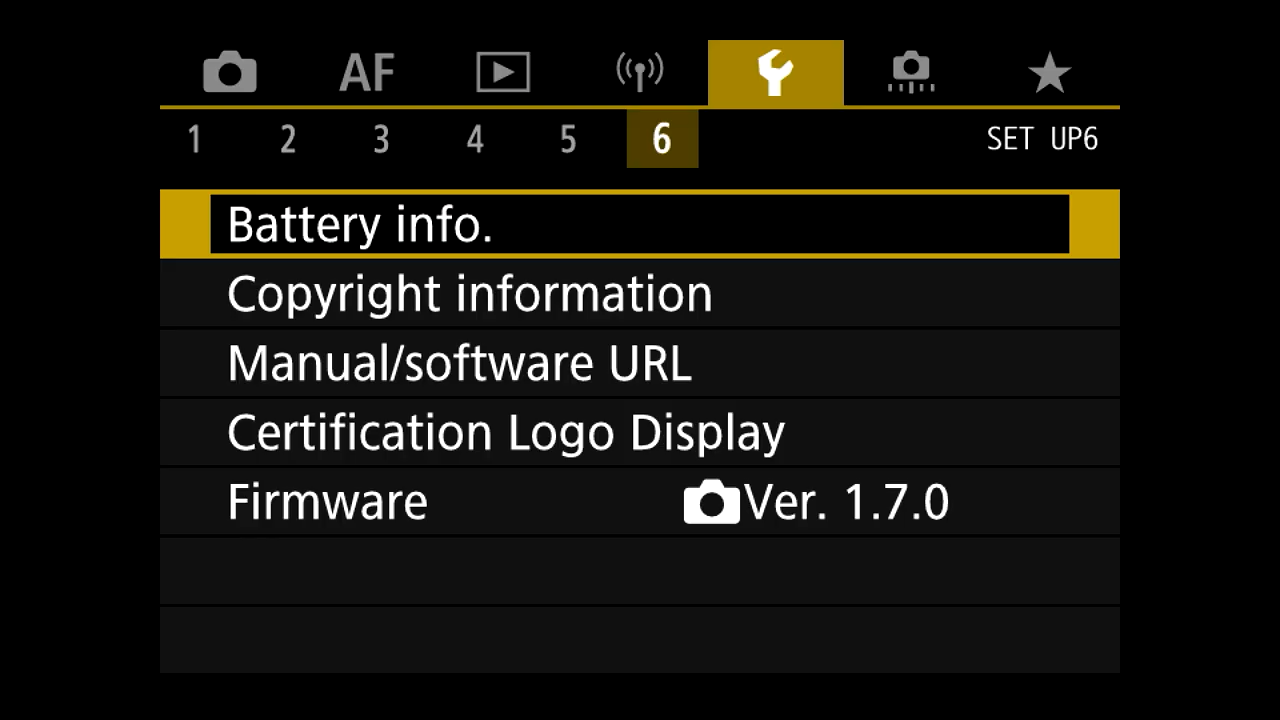 AF
1 2 3 4 5 6 SET UP6
Battery info.
Copyright information
Manual/software URL
Certification Logo Display
Firmware Ver. 1.7.0